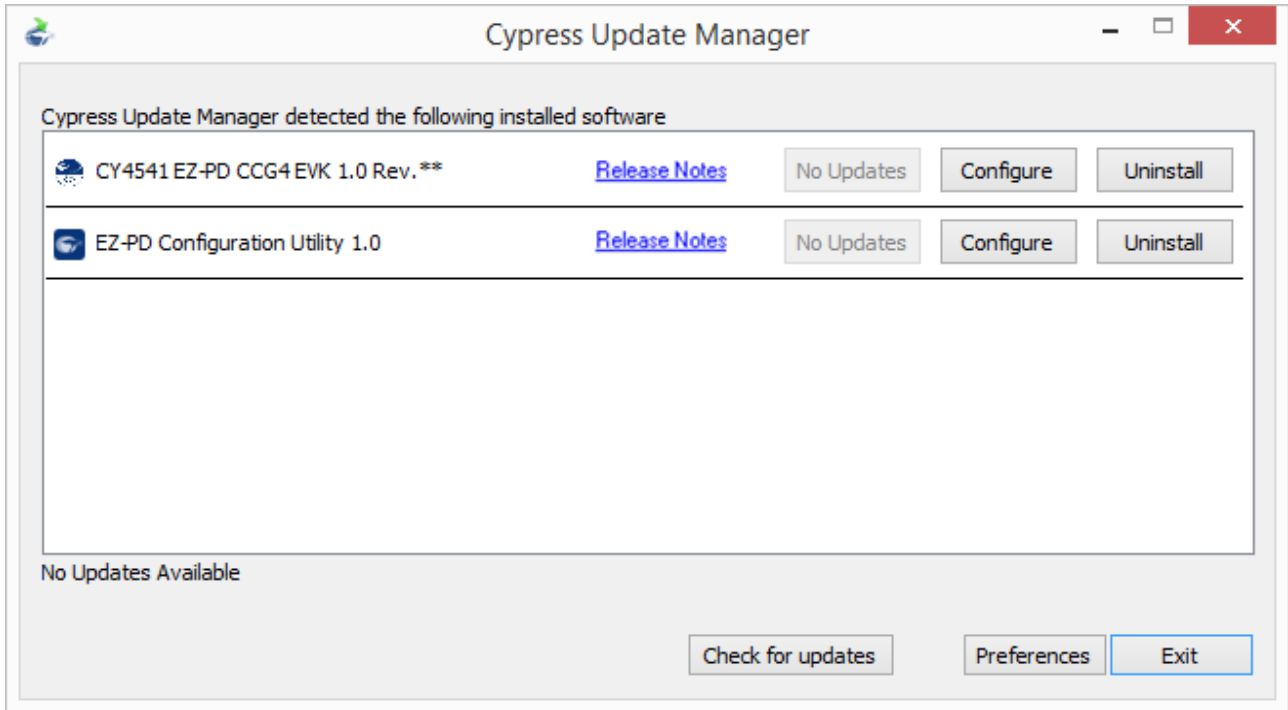 Cypress Update Manager
Cypress Update Manager detected the following installed software
CY4541 EZ-PD CCG4 EVK 1.0 Rev.** Release Notes No Updates Configure Uninstall
EZ-PD Configuration Utility 1.0 Release Notes No Updates Configure Uninstall
No Updates Available
Check for updates Preferences Exit